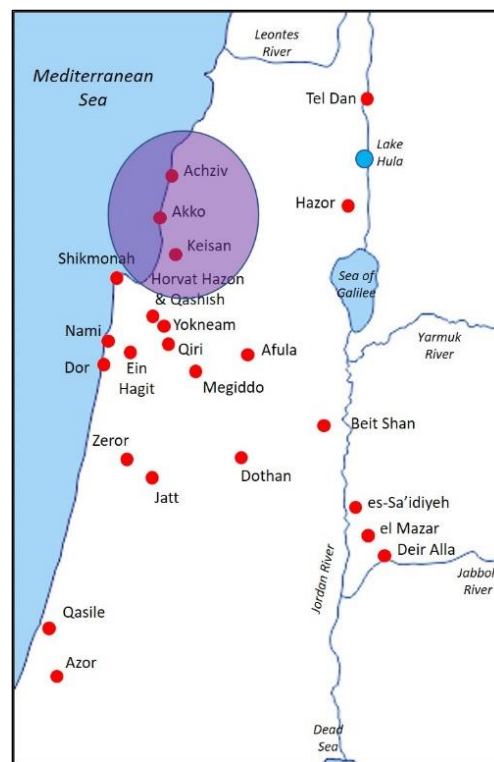 Leontes
River
Mediterranean
Sea
Tel Dan
Lake
Hula
Achziv
Hazor
Akko
Keisan
Shikmonah
Horvat Hazon
& Qashish
Sea of
Galilee
Yokneam
Nami
Qiri
Afula
Yarmuk
River
Dor
Ein
Hagit
Megiddo
Beit Shan
Zeror
Dothan
Jatt
es-Sa'idiyeh
el Mazar
Deir Alla
Jordan River
Jabbok
River
Qasile
Azor
Dead
Sea